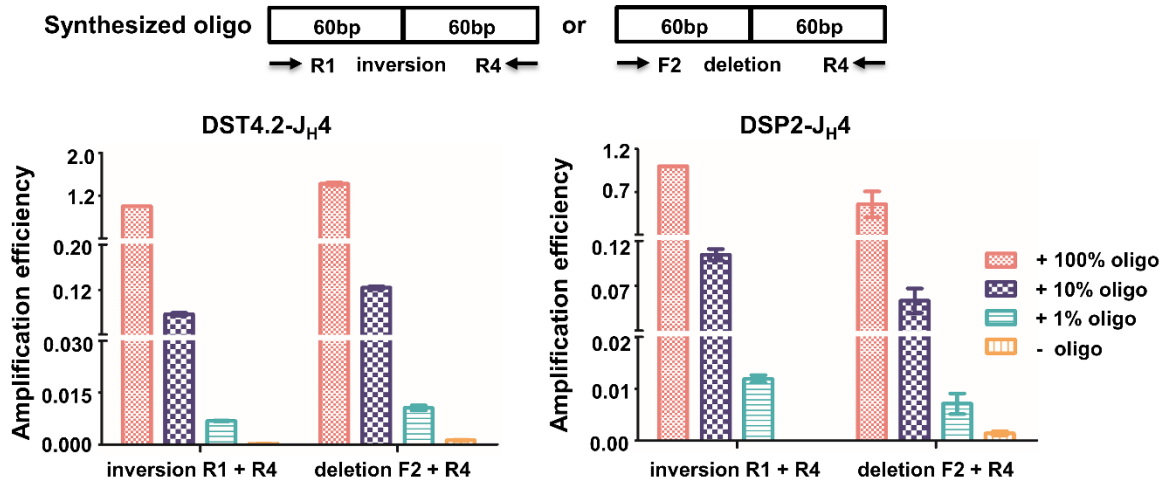 Synthesized oligo 60bp 60bp or 60bp 60bp
R1 inversion R4 F2 deletion R4
DST4.2-JH4
Amplification efficiency
2.0
1.2
0.20
0.12
0.030
0.015
0.000
inversion R1 + R4 deletion F2 + R4
DSP2-JH4
Amplification efficiency
1.2
0.7
0.12
0.07
0.02
0.01
0.00
inversion R1 + R4 deletion F2 + R4
+ 100% oligo
+ 10% oligo
+ 1% oligo
- oligo